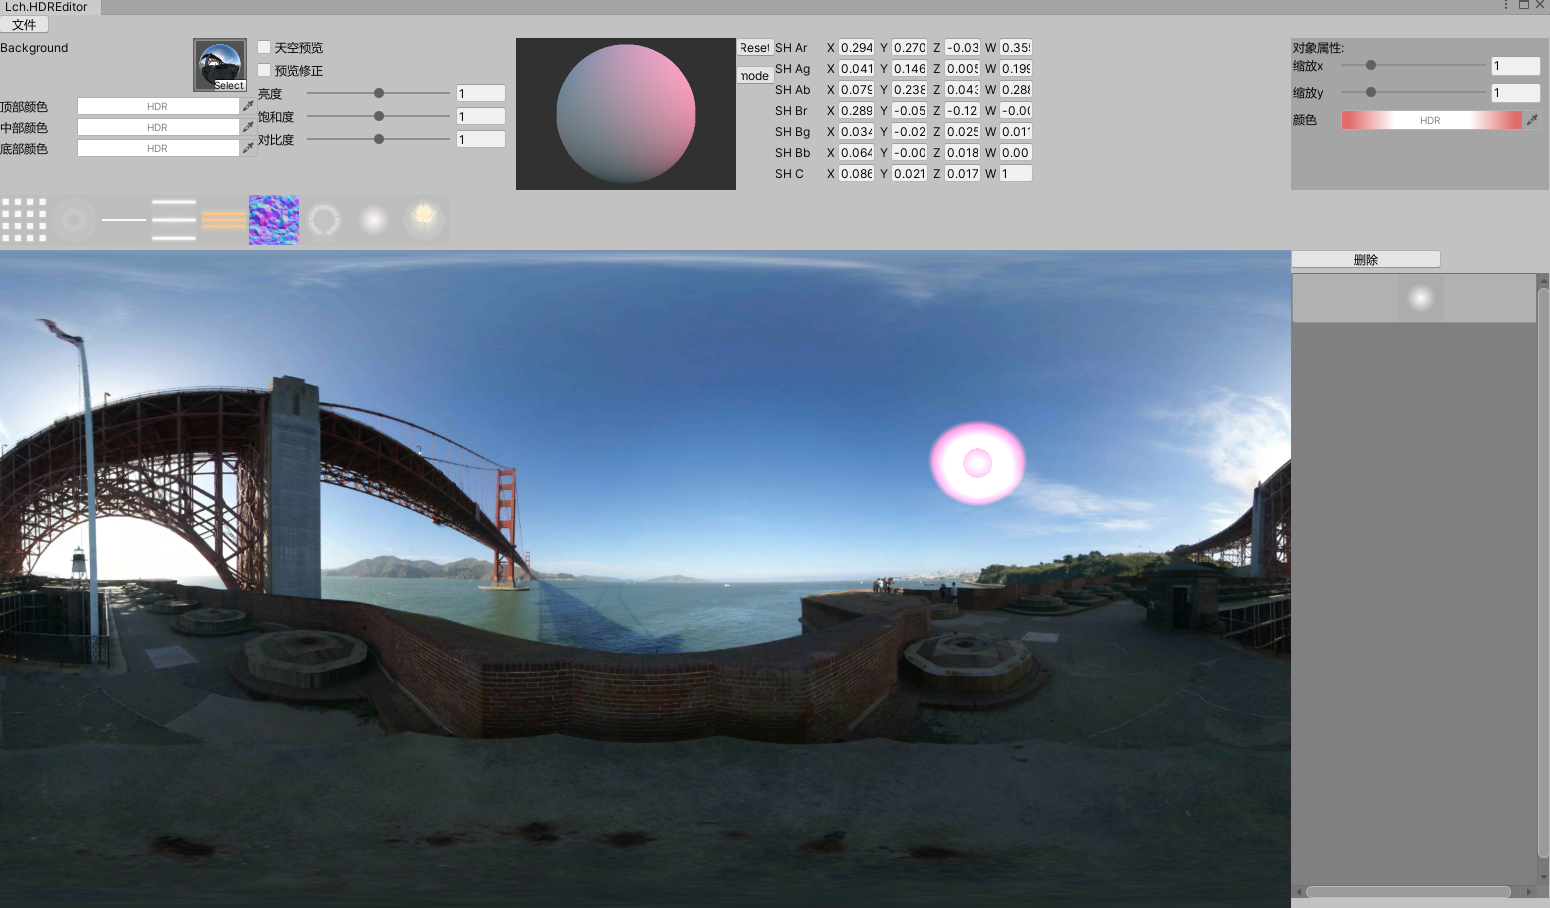 Lch.HDREditor
文件
Background
Select
天空预览
预览修正
顶部颜色 HDR
中部颜色 HDR
底部颜色 HDR
亮度 1
饱和度 1
对比度 1
Reset
mode
SH Ar X 0.294 Y 0.270 Z -0.03 W 0.35
SH Ag X 0.041 Y 0.146 Z 0.005 W 0.199
SH Ab X 0.079 Y 0.238 Z 0.043 W 0.288
SH Br X 0.289 Y -0.05 Z -0.12 W -0.00
SH Bg X 0.034 Y -0.02 Z 0.025 W 0.01
SH Bb X 0.064 Y -0.00 Z 0.018 W 0.00
SH C X 0.086 Y 0.021 Z 0.017 W 1
对象属性:
缩放x 1
缩放y 1
颜色 HDR
删除